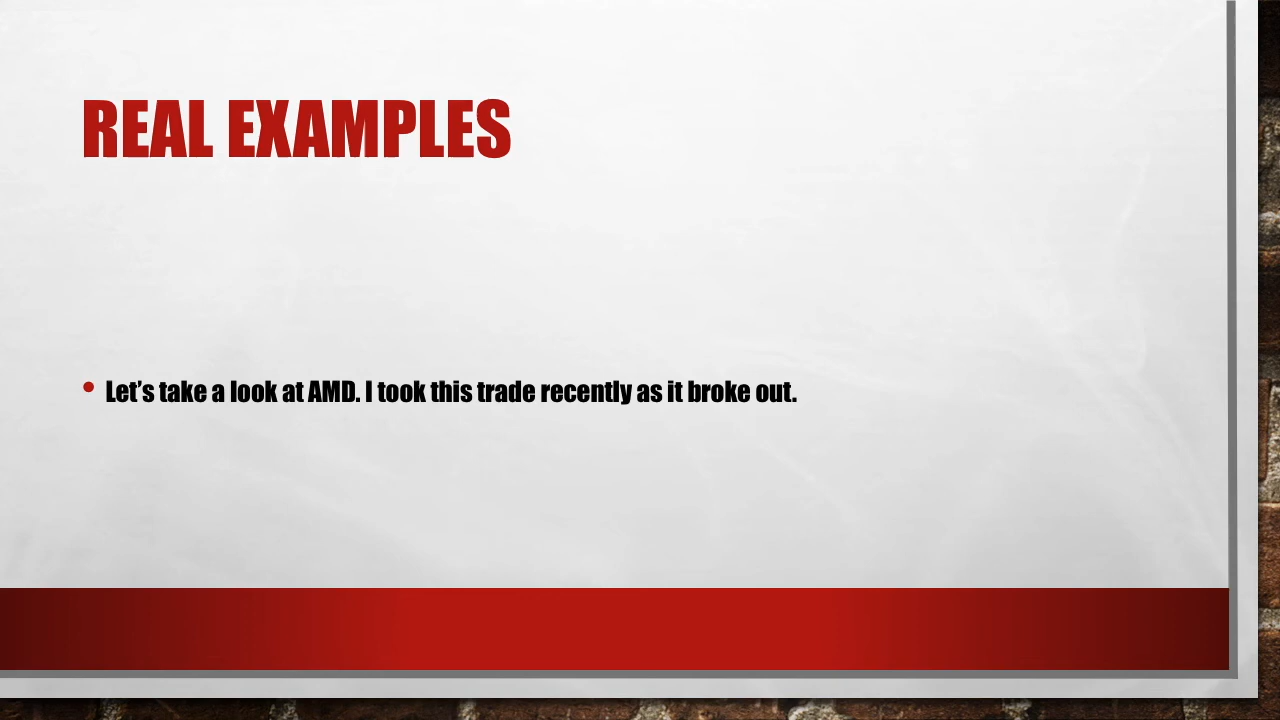 REAL EXAMPLES
• Let’s take a look at AMD. I took this trade recently as it broke out.